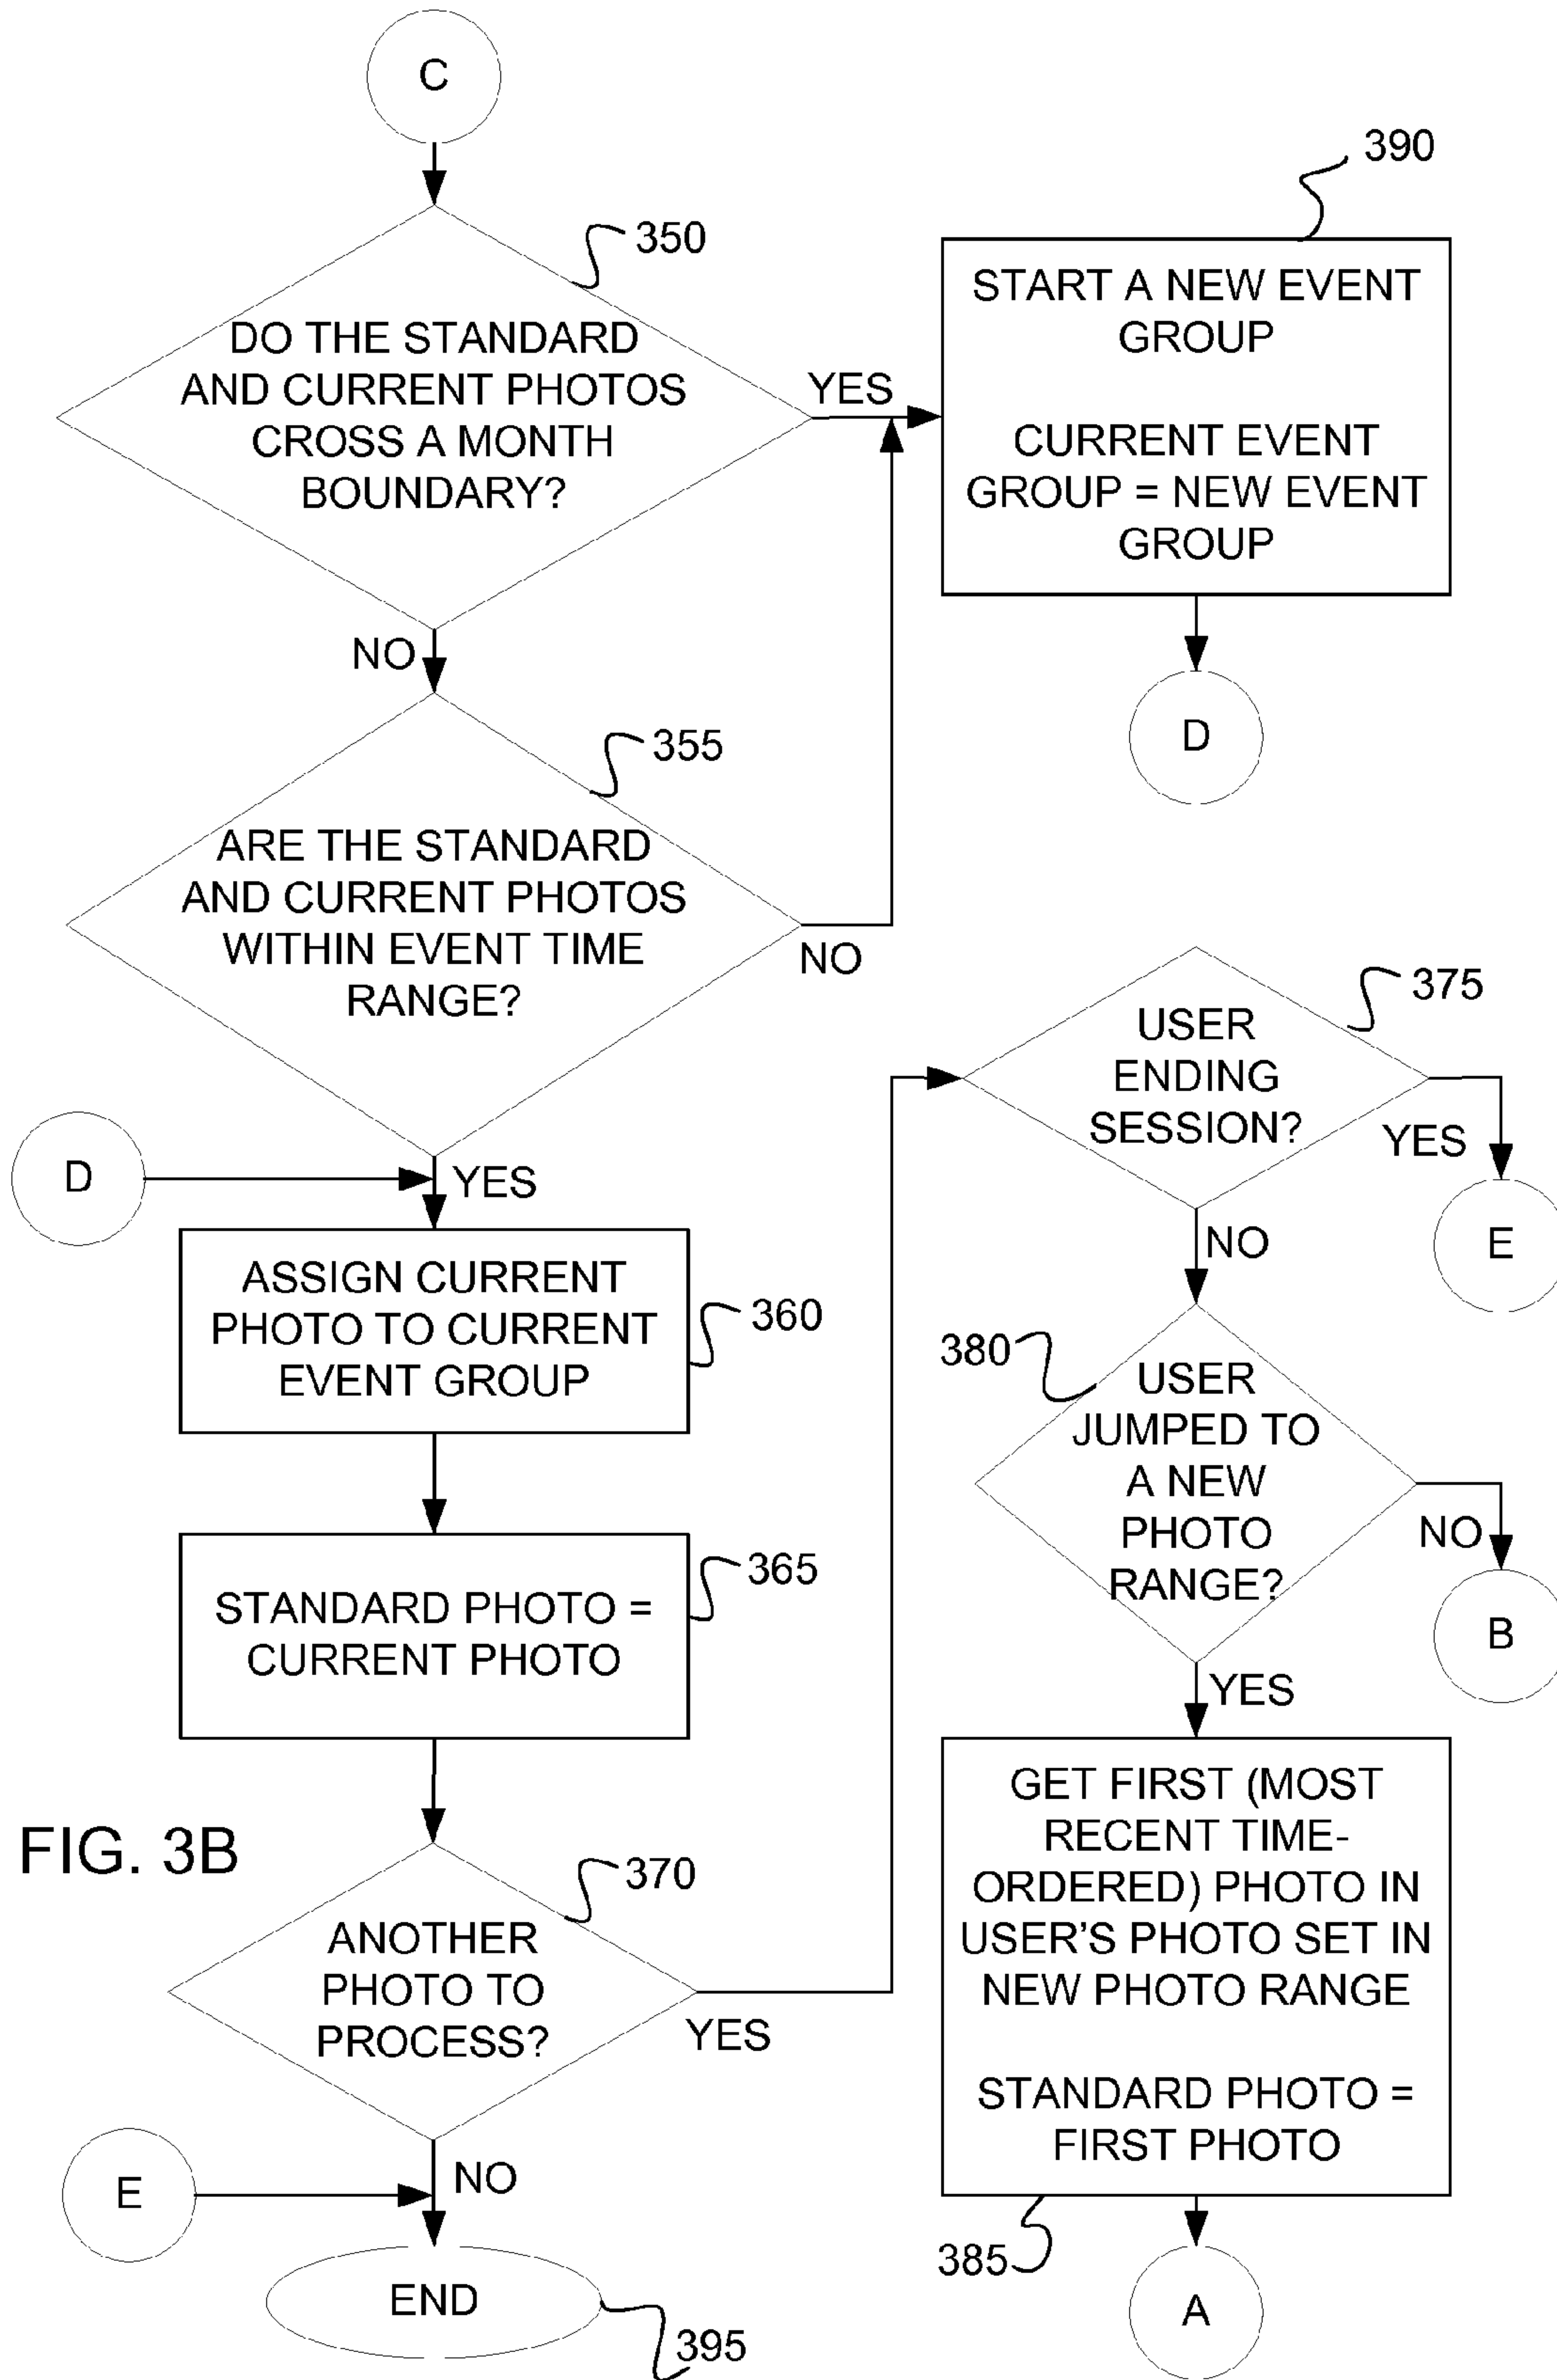 C
350
DO THE STANDARD
AND CURRENT PHOTOS
CROSS A MONTH
BOUNDARY?
YES
NO
390
START A NEW EVENT
GROUP
CURRENT EVENT
GROUP = NEW EVENT
GROUP
D
355
ARE THE STANDARD
AND CURRENT PHOTOS
WITHIN EVENT TIME
RANGE?
NO
D
YES
ASSIGN CURRENT
PHOTO TO CURRENT
EVENT GROUP
360
STANDARD PHOTO =
CURRENT PHOTO
365
FIG. 3B
370
ANOTHER
PHOTO TO
PROCESS?
YES
NO
E
END
395
375
USER
ENDING
SESSION?
YES
E
NO
380
USER
JUMPED TO
A NEW
PHOTO
RANGE?
NO
B
YES
GET FIRST (MOST
RECENT TIME-
ORDERED) PHOTO IN
USER'S PHOTO SET IN
NEW PHOTO RANGE
STANDARD PHOTO =
FIRST PHOTO
385
A